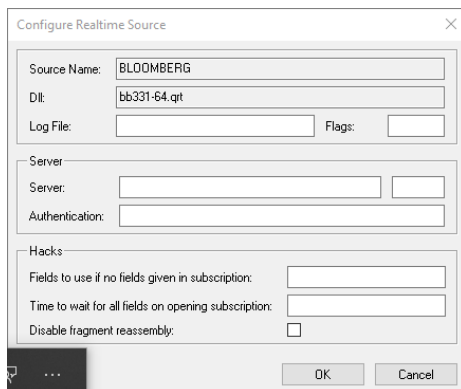 Configure Realtime Source
Source Name: BLOOMBERG
Dll: bb331-64.qrt
Log File: Flags:
Server
Server:
Authentication:
Hacks
Fields to use if no fields given in subscription:
Time to wait for all fields on opening subscription:
Disable fragment reassembly:
OK Cancel